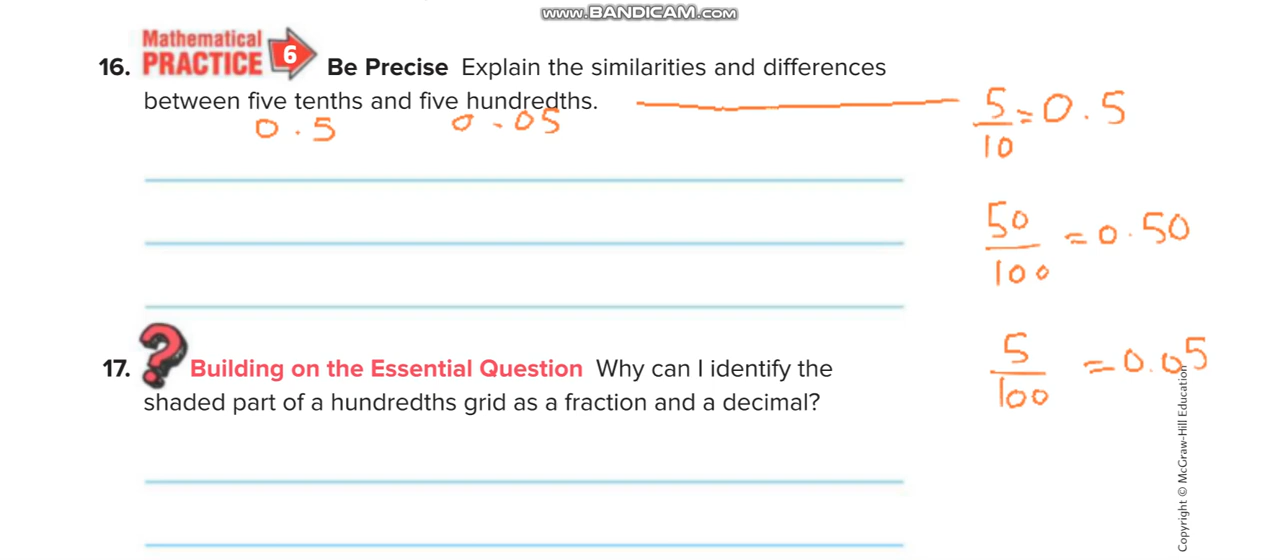 www.BANDICAM.com
16. Mathematical PRACTICE 6 Be Precise Explain the similarities and differences
between five tenths and five hundredths.
0.5 0.05
5/10 = 0.5
50/100 = 0.50
5/100 = 0.05
17. ? Building on the Essential Question Why can I identify the
shaded part of a hundredths grid as a fraction and a decimal?
Copyright © McGraw-Hill Education